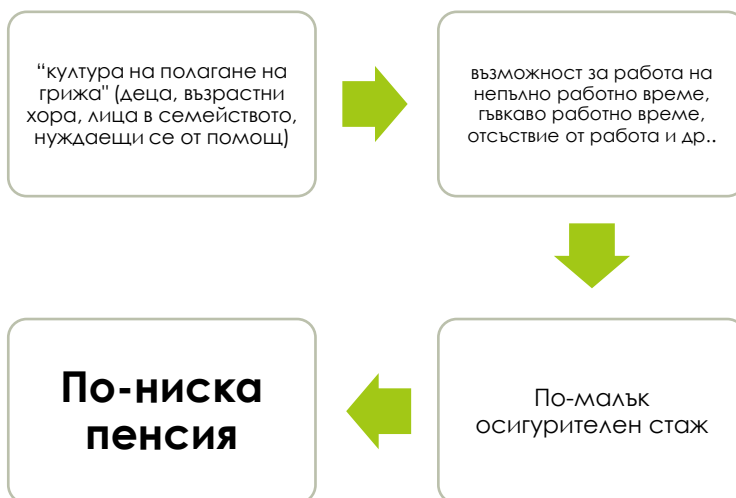 “култура на полагане на
грижа" (деца, възрастни
хора, лица в семейството,
нуждаещи се от помощ)
възможност за работа на
непълно работно време,
гъвкаво работно време,
отсъствие от работа и др..
По-малък
осигурителен стаж
По-ниска
пенсия